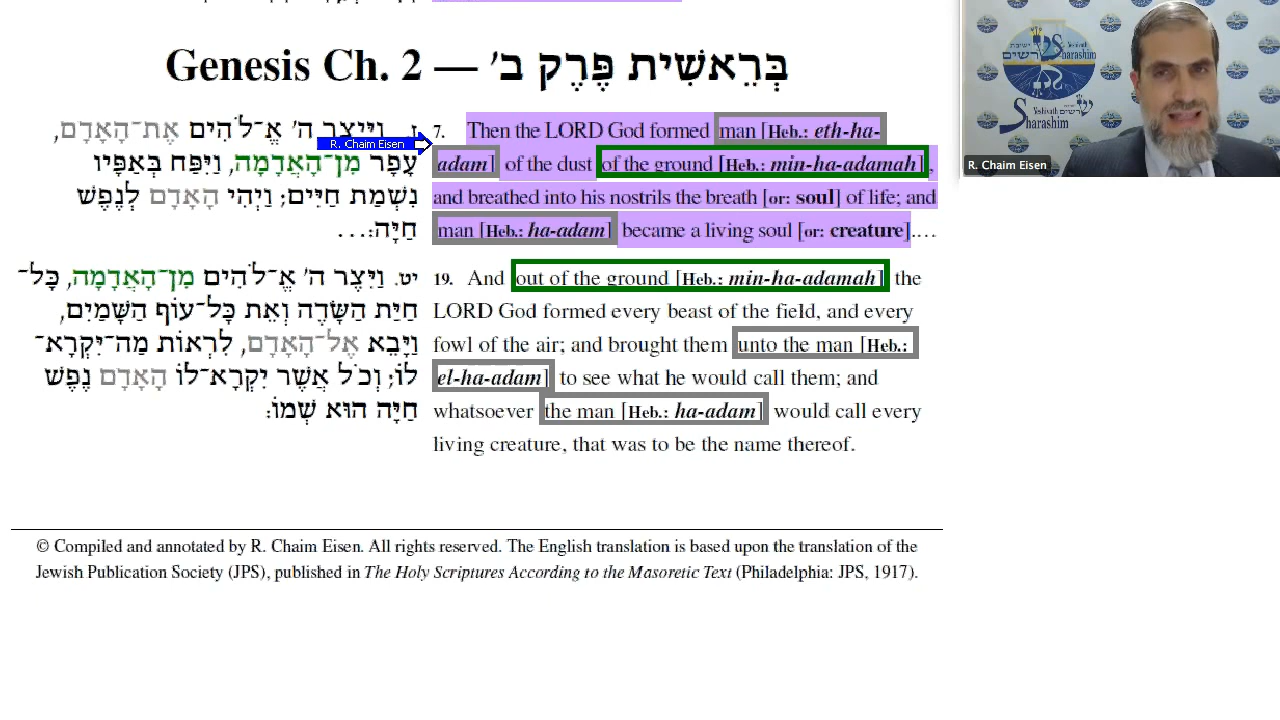 Genesis Ch. 2 — בְּרֵאשִׁית פֶּרֶק ב׳
ז. וַיִּיצֶר ה׳ אֱ־לֹהִים אֶת־הָאָדָם,
עָפָר מִן־הָאֲדָמָה, וַיִּפַּח בְּאַפָּיו
נִשְׁמַת חַיִּים; וַיְהִי הָאָדָם לְנֶפֶשׁ
חַיָּה:…
R. Chaim Eisen
7. Then the LORD God formed man [Heb.: eth-ha-
adam] of the dust of the ground [Heb.: min-ha-adamah],
and breathed into his nostrils the breath [or: soul] of life; and
man [Heb.: ha-adam] became a living soul [or: creature]….
יט. וַיִּצֶר ה׳ אֱ־לֹהִים מִן־הָאֲדָמָה, כָּל־
חַיַּת הַשָּׂדֶה וְאֵת כָּל־עוֹף הַשָּׁמַיִם,
וַיָּבֵא אֶל־הָאָדָם, לִרְאוֹת מַה־יִּקְרָא־
לוֹ; וְכֹל אֲשֶׁר יִקְרָא־לוֹ הָאָדָם נֶפֶשׁ
חַיָּה הוּא שְׁמוֹ:
19. And out of the ground [Heb.: min-ha-adamah] the
LORD God formed every beast of the field, and every
fowl of the air; and brought them unto the man [Heb.:
el-ha-adam] to see what he would call them; and
whatsoever the man [Heb.: ha-adam] would call every
living creature, that was to be the name thereof.
© Compiled and annotated by R. Chaim Eisen. All rights reserved. The English translation is based upon the translation of the
Jewish Publication Society (JPS), published in The Holy Scriptures According to the Masoretic Text (Philadelphia: JPS, 1917).
Yeshivath
Sharashim
Yeshivath
Sharashim
R. Chaim Eisen